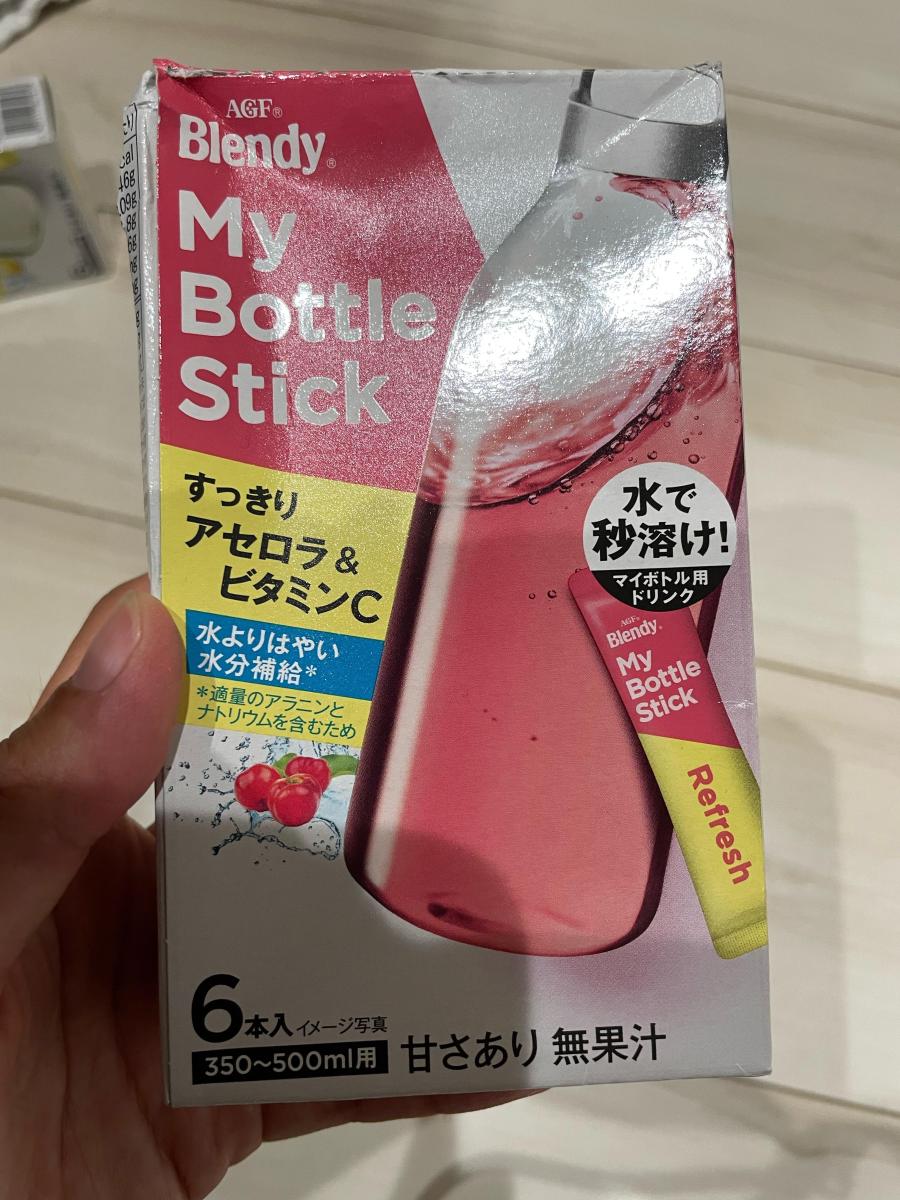 AGF®
Blendy®
My
Bottle
Stick
すっきり
アセロラ&
ビタミンC
水よりはやい
水分補給*
*適量のアラニンと
ナトリウムを含むため
水で
秒溶け!
マイボトル用
ドリンク
AGF®
Blendy®
My
Bottle
Stick
Refresh
6本入 イメージ写真
350~500ml用
甘さあり 無果汁